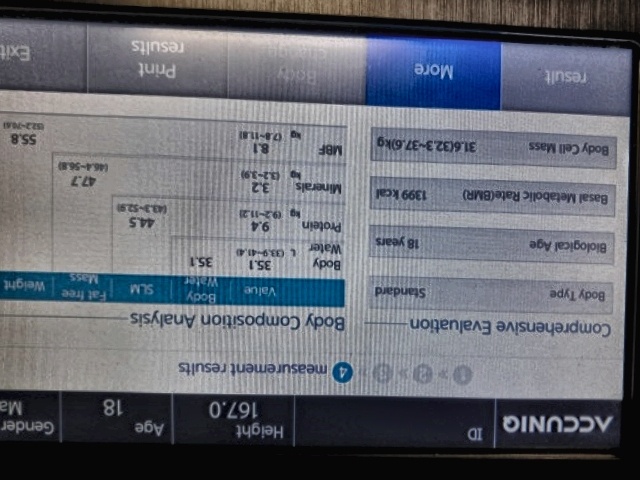 ACCUNIQ
ID
Height
167.0
Age
18
Gender
Ma
4 measurement results
Comprehensive Evaluation
Body Type Standard
Biological Age 18 years
Basal Metabolic Rate(BMR) 1399 kcal
Body Cell Mass 31.6(32.3~37.6)kg
Body Composition Analysis
Value Body Water SLM Fat free Mass Weight
Body Water L 35.1 (33.9~41.4) 35.1
Protein kg 9.4 (9.2~11.2) 44.5 (43.3~52.9)
Minerals kg 3.2 (3.2~3.9) 47.7 (46.4~56.8)
MBF kg 8.1 (7.8~11.8) 55.8
result
More
Body
Print results
Exit